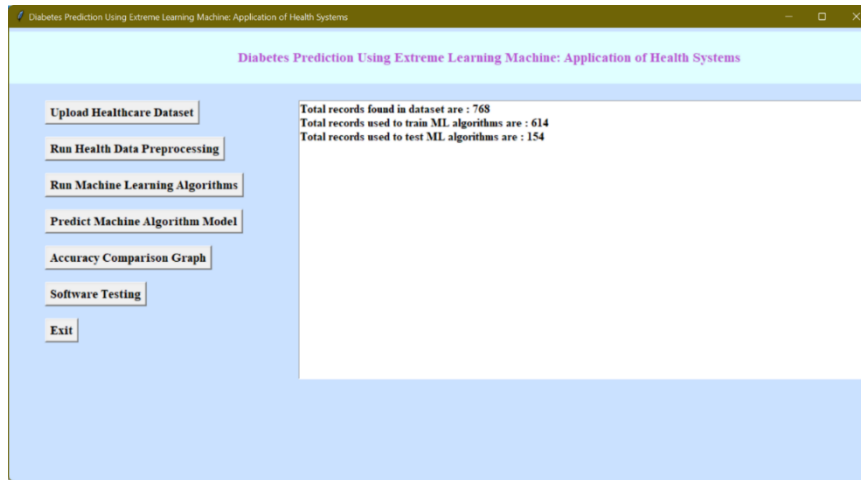 Diabetes Prediction Using Extreme Learning Machine: Application of Health Systems
Diabetes Prediction Using Extreme Learning Machine: Application of Health Systems
Upload Healthcare Dataset
Run Health Data Preprocessing
Run Machine Learning Algorithms
Predict Machine Algorithm Model
Accuracy Comparison Graph
Software Testing
Exit
Total records found in dataset are : 768
Total records used to train ML algorithms are : 614
Total records used to test ML algorithms are : 154